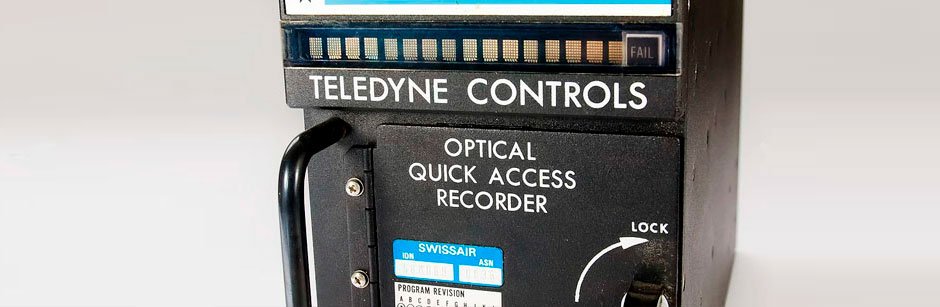 FAIL
TELEDYNE CONTROLS
OPTICAL
QUICK ACCESS
RECORDER
LOCK
SWISSAIR
IDN ASN
PROGRAM REVISION
A B C D E F G H I